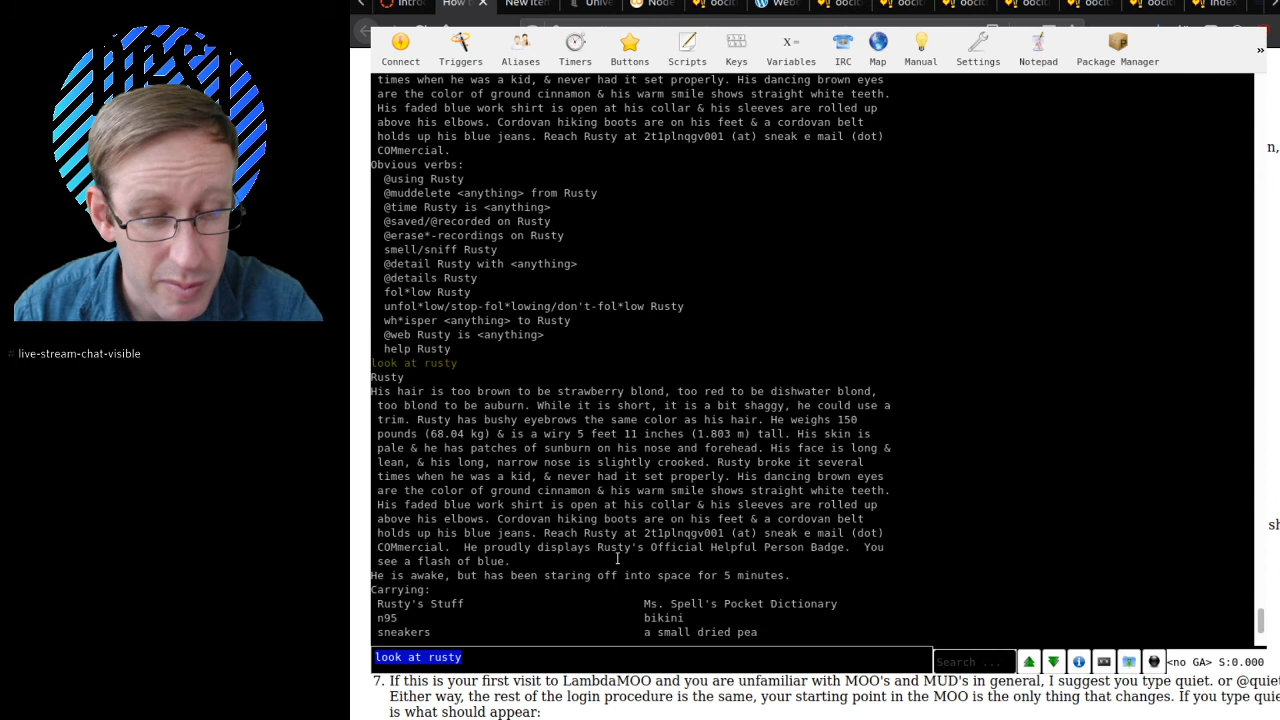 Introd
How t
New Item
Unive
Node
oocit
Webc
oocit
oocit
oocit
oocit
oocit
oocit
Index
Connect Triggers Aliases Timers Buttons Scripts Keys Variables IRC Map Manual Settings Notepad Package Manager
X =
»
times when he was a kid, & never had it set properly. His dancing brown eyes
are the color of ground cinnamon & his warm smile shows straight white teeth.
His faded blue work shirt is open at his collar & his sleeves are rolled up
above his elbows. Cordovan hiking boots are on his feet & a cordovan belt
holds up his blue jeans. Reach Rusty at 2t1plnqgv001 (at) sneak e mail (dot)
COMmercial.
Obvious verbs:
@using Rusty
@muddelete <anything> from Rusty
@time Rusty is <anything>
@saved/@recorded on Rusty
@erase*-recordings on Rusty
smell/sniff Rusty
@detail Rusty with <anything>
@details Rusty
fol*low Rusty
unfol*low/stop-fol*lowing/don't-fol*low Rusty
wh*isper <anything> to Rusty
@web Rusty is <anything>
help Rusty
look at rusty
Rusty
His hair is too brown to be strawberry blond, too red to be dishwater blond,
too blond to be auburn. While it is short, it is a bit shaggy, he could use a
trim. Rusty has bushy eyebrows the same color as his hair. He weighs 150
pounds (68.04 kg) & is a wiry 5 feet 11 inches (1.803 m) tall. His skin is
pale & he has patches of sunburn on his nose and forehead. His face is long &
lean, & his long, narrow nose is slightly crooked. Rusty broke it several
times when he was a kid, & never had it set properly. His dancing brown eyes
are the color of ground cinnamon & his warm smile shows straight white teeth.
His faded blue work shirt is open at his collar & his sleeves are rolled up
above his elbows. Cordovan hiking boots are on his feet & a cordovan belt
holds up his blue jeans. Reach Rusty at 2t1plnqgv001 (at) sneak e mail (dot)
COMmercial. He proudly displays Rusty's Official Helpful Person Badge. You
see a flash of blue.
He is awake, but has been staring off into space for 5 minutes.
Carrying:
Rusty's Stuff Ms. Spell's Pocket Dictionary
n95 bikini
sneakers a small dried pea
look at rusty
Search ...
<no GA> S:0.000
# live-stream-chat-visible
n,
sh
7. If this is your first visit to LambdaMOO and you are unfamiliar with MOO's and MUD's in general, I suggest you type quiet. or @quie
Either way, the rest of the login procedure is the same, your starting point in the MOO is the only thing that changes. If you type quie
is what should appear: